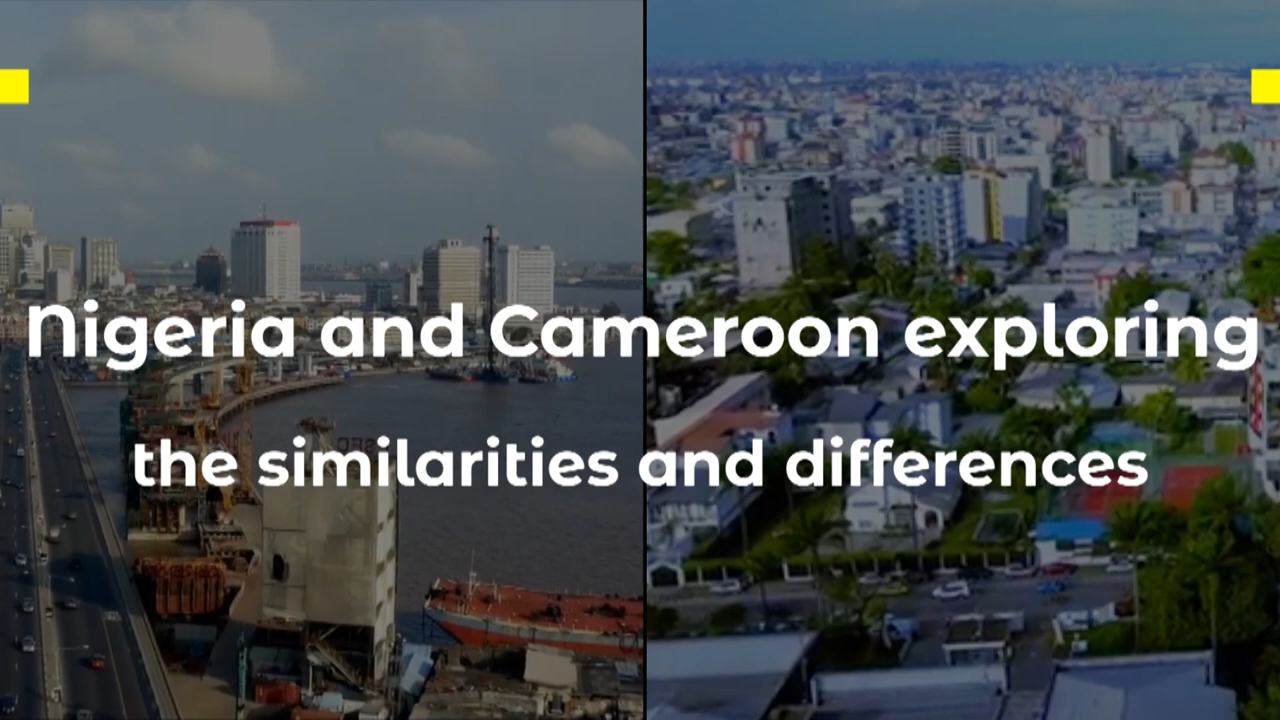 Nigeria and Cameroon exploring
the similarities and differences